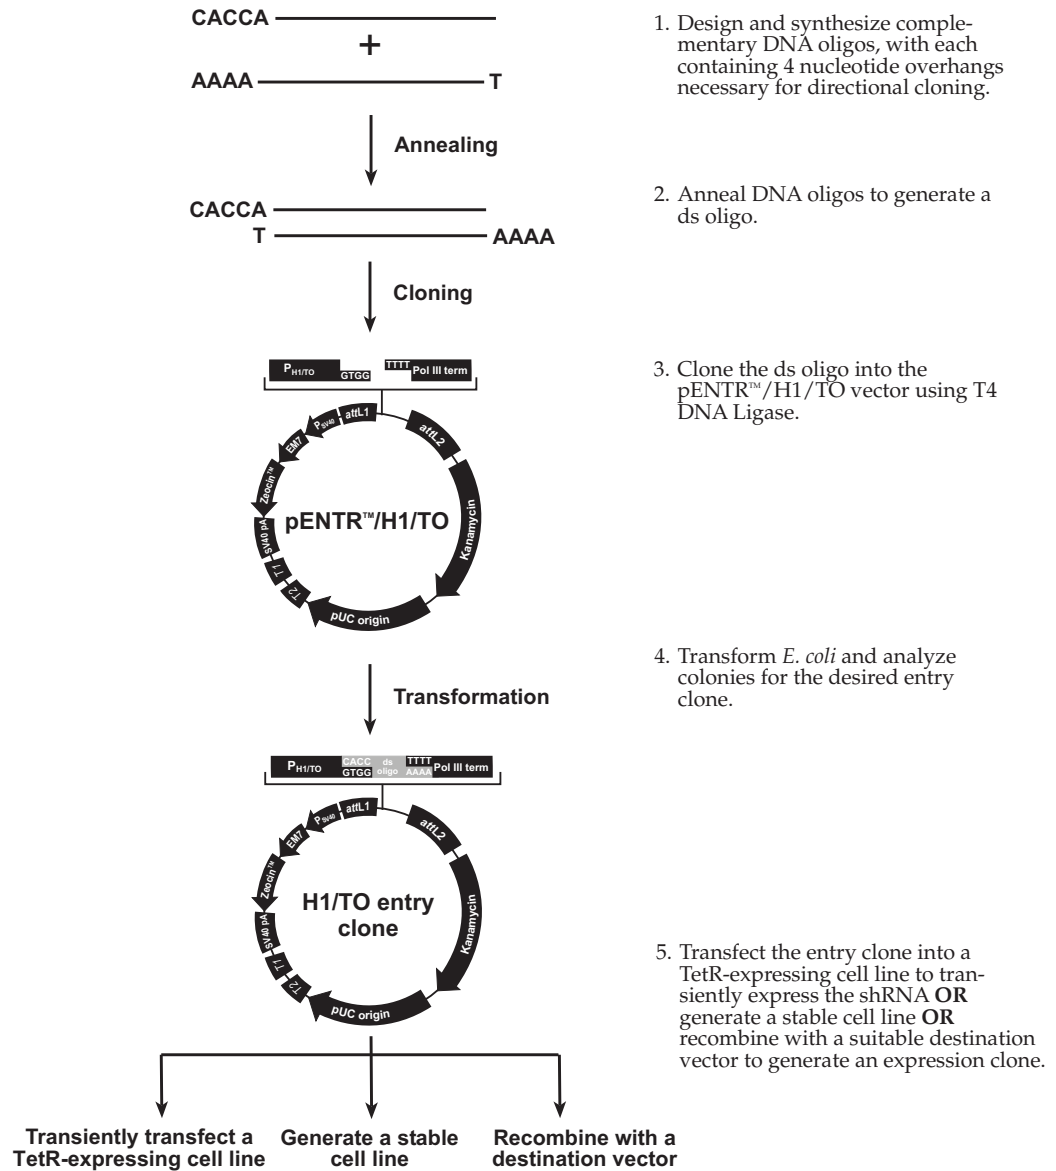 CACCA
+
AAAA T
1. Design and synthesize comple-
mentary DNA oligos, with each
containing 4 nucleotide overhangs
necessary for directional cloning.
Annealing
CACCA
T AAAA
2. Anneal DNA oligos to generate a
ds oligo.
Cloning
PH1/TO GTGG TTTT Pol III term
3. Clone the ds oligo into the
pENTR™/H1/TO vector using T4
DNA Ligase.
attL1
attL2
PSV40
EM7
Zeocin™
SV40 pA
T1
T2
pUC origin
Kanamycin
pENTR™/H1/TO
4. Transform E. coli and analyze
colonies for the desired entry
clone.
Transformation
PH1/TO CACC ds TTTT Pol III term
GTGG oligo AAAA
attL1
attL2
PSV40
EM7
Zeocin™
SV40 pA
T1
T2
pUC origin
Kanamycin
H1/TO entry
clone
5. Transfect the entry clone into a
TetR-expressing cell line to tran-
siently express the shRNA OR
generate a stable cell line OR
recombine with a suitable destination
vector to generate an expression clone.
Transiently transfect a
TetR-expressing cell line
Generate a stable
cell line
Recombine with a
destination vector